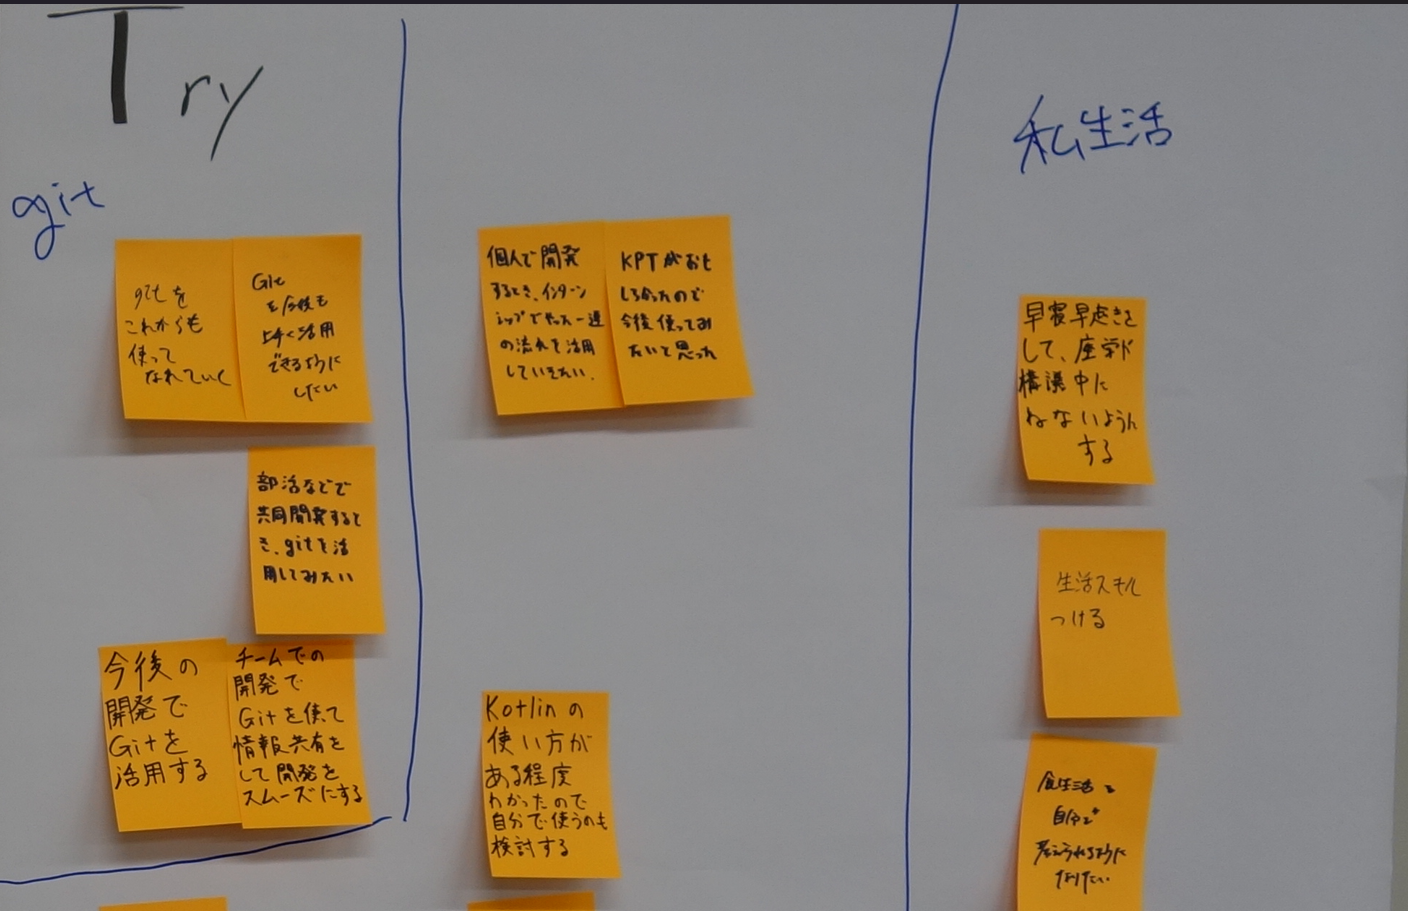 Try
git
gitを
これからも
使って
なれていく
Git
を今後も
上手く活用
できるように
したい
部活などで
共同開発すると
き、gitを活
用してみたい
今後の
開発で
Gitを
活用する
チームでの
開発で
Gitを使て
情報共有を
して開発を
スムーズにする
個人で開発
するとき、インターン
シップでやった一連
の流れを活用
していきたい。
KPTがおも
しろかったので
今後使ってみ
たいと思った
Kotlinの
使い方が
ある程度
わかったので
自分で使うのも
検討する
私生活
早寝早起きを
して、座学や
構議中に
ねないように
する
生活スキル
つける
食生活を
自分で
考えられるように
なりたい